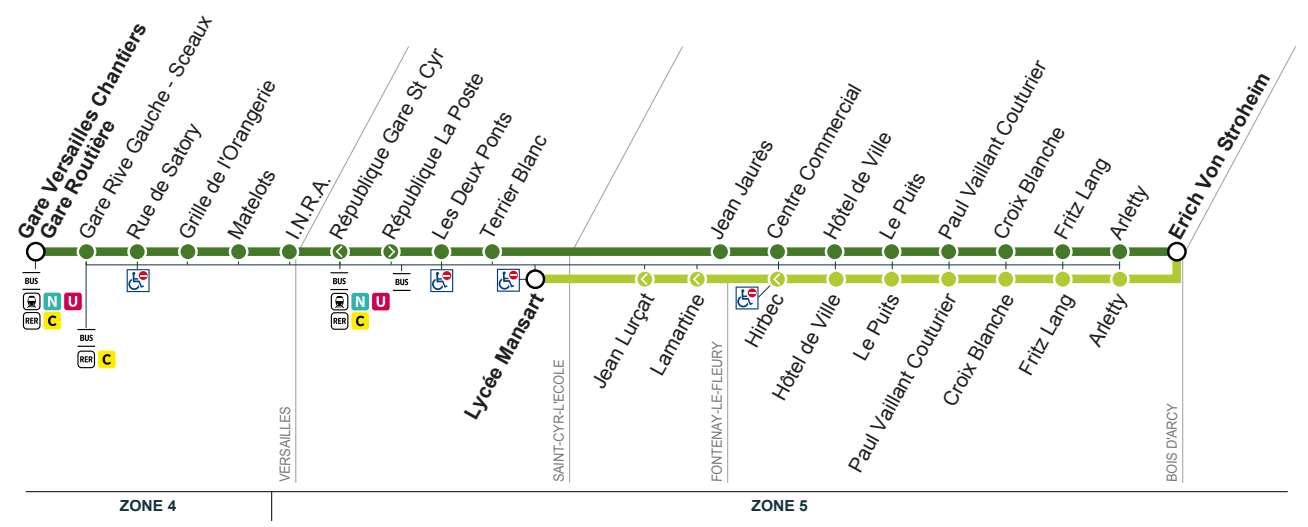 Gare Versailles Chantiers
Gare Routière
Gare Rive Gauche - Sceaux
Rue de Satory
Grille de l'Orangerie
Matelots
I.N.R.A.
République Gare St Cyr
République La Poste
Les Deux Ponts
Terrier Blanc
Jean Jaurès
Centre Commercial
Hôtel de Ville
Le Puits
Paul Vaillant Couturier
Croix Blanche
Fritz Lang
Arletty
Erich Von Stroheim
BUS
N U
RER C
BUS
RER C
BUS
N U
RER C
BUS
Lycée Mansart
Jean Lurçat
Lamartine
Hirbec
Hôtel de Ville
Le Puits
Paul Vaillant Couturier
Croix Blanche
Fritz Lang
Arletty
VERSAILLES
SAINT-CYR-L'ECOLE
FONTENAY-LE-FLEURY
BOIS D'ARCY
ZONE 4
ZONE 5